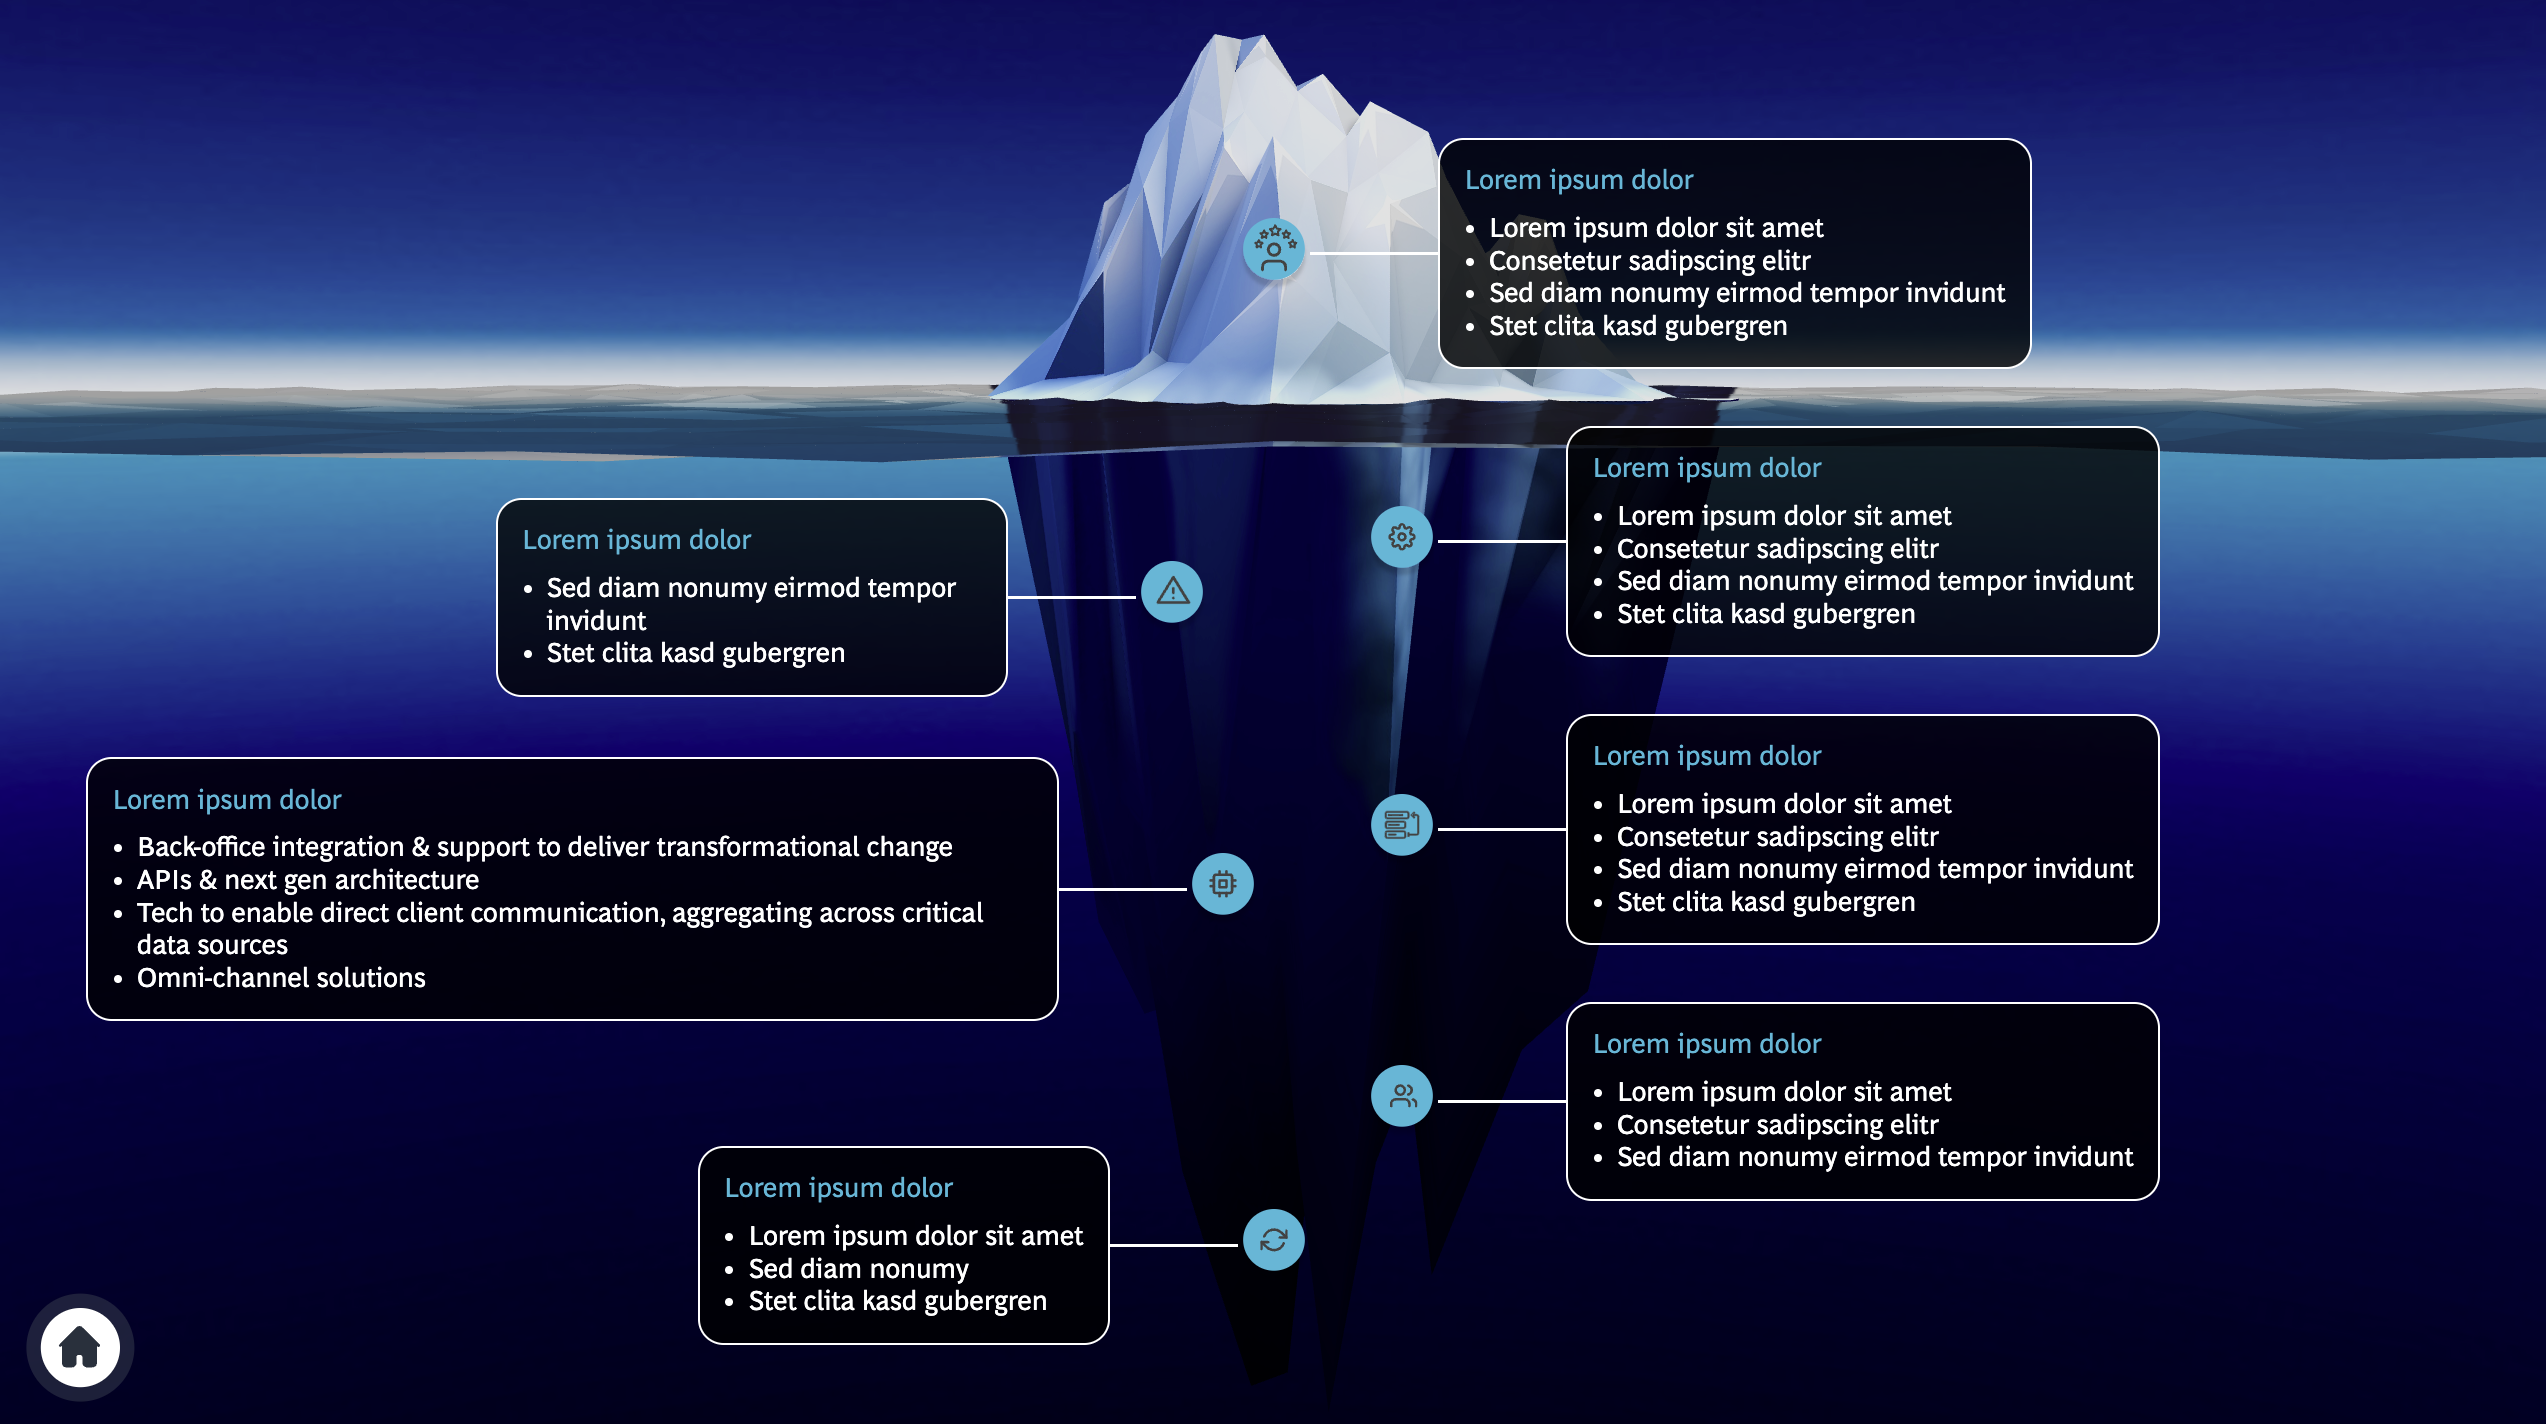 Lorem ipsum dolor
• Lorem ipsum dolor sit amet
• Consetetur sadipscing elitr
• Sed diam nonumy eirmod tempor invidunt
• Stet clita kasd gubergren
Lorem ipsum dolor
• Lorem ipsum dolor sit amet
• Consetetur sadipscing elitr
• Sed diam nonumy eirmod tempor invidunt
• Stet clita kasd gubergren
Lorem ipsum dolor
• Sed diam nonumy eirmod tempor
invidunt
• Stet clita kasd gubergren
Lorem ipsum dolor
• Lorem ipsum dolor sit amet
• Consetetur sadipscing elitr
• Sed diam nonumy eirmod tempor invidunt
• Stet clita kasd gubergren
Lorem ipsum dolor
• Back-office integration & support to deliver transformational change
• APIs & next gen architecture
• Tech to enable direct client communication, aggregating across critical
data sources
• Omni-channel solutions
Lorem ipsum dolor
• Lorem ipsum dolor sit amet
• Consetetur sadipscing elitr
• Sed diam nonumy eirmod tempor invidunt
Lorem ipsum dolor
• Lorem ipsum dolor sit amet
• Sed diam nonumy
• Stet clita kasd gubergren